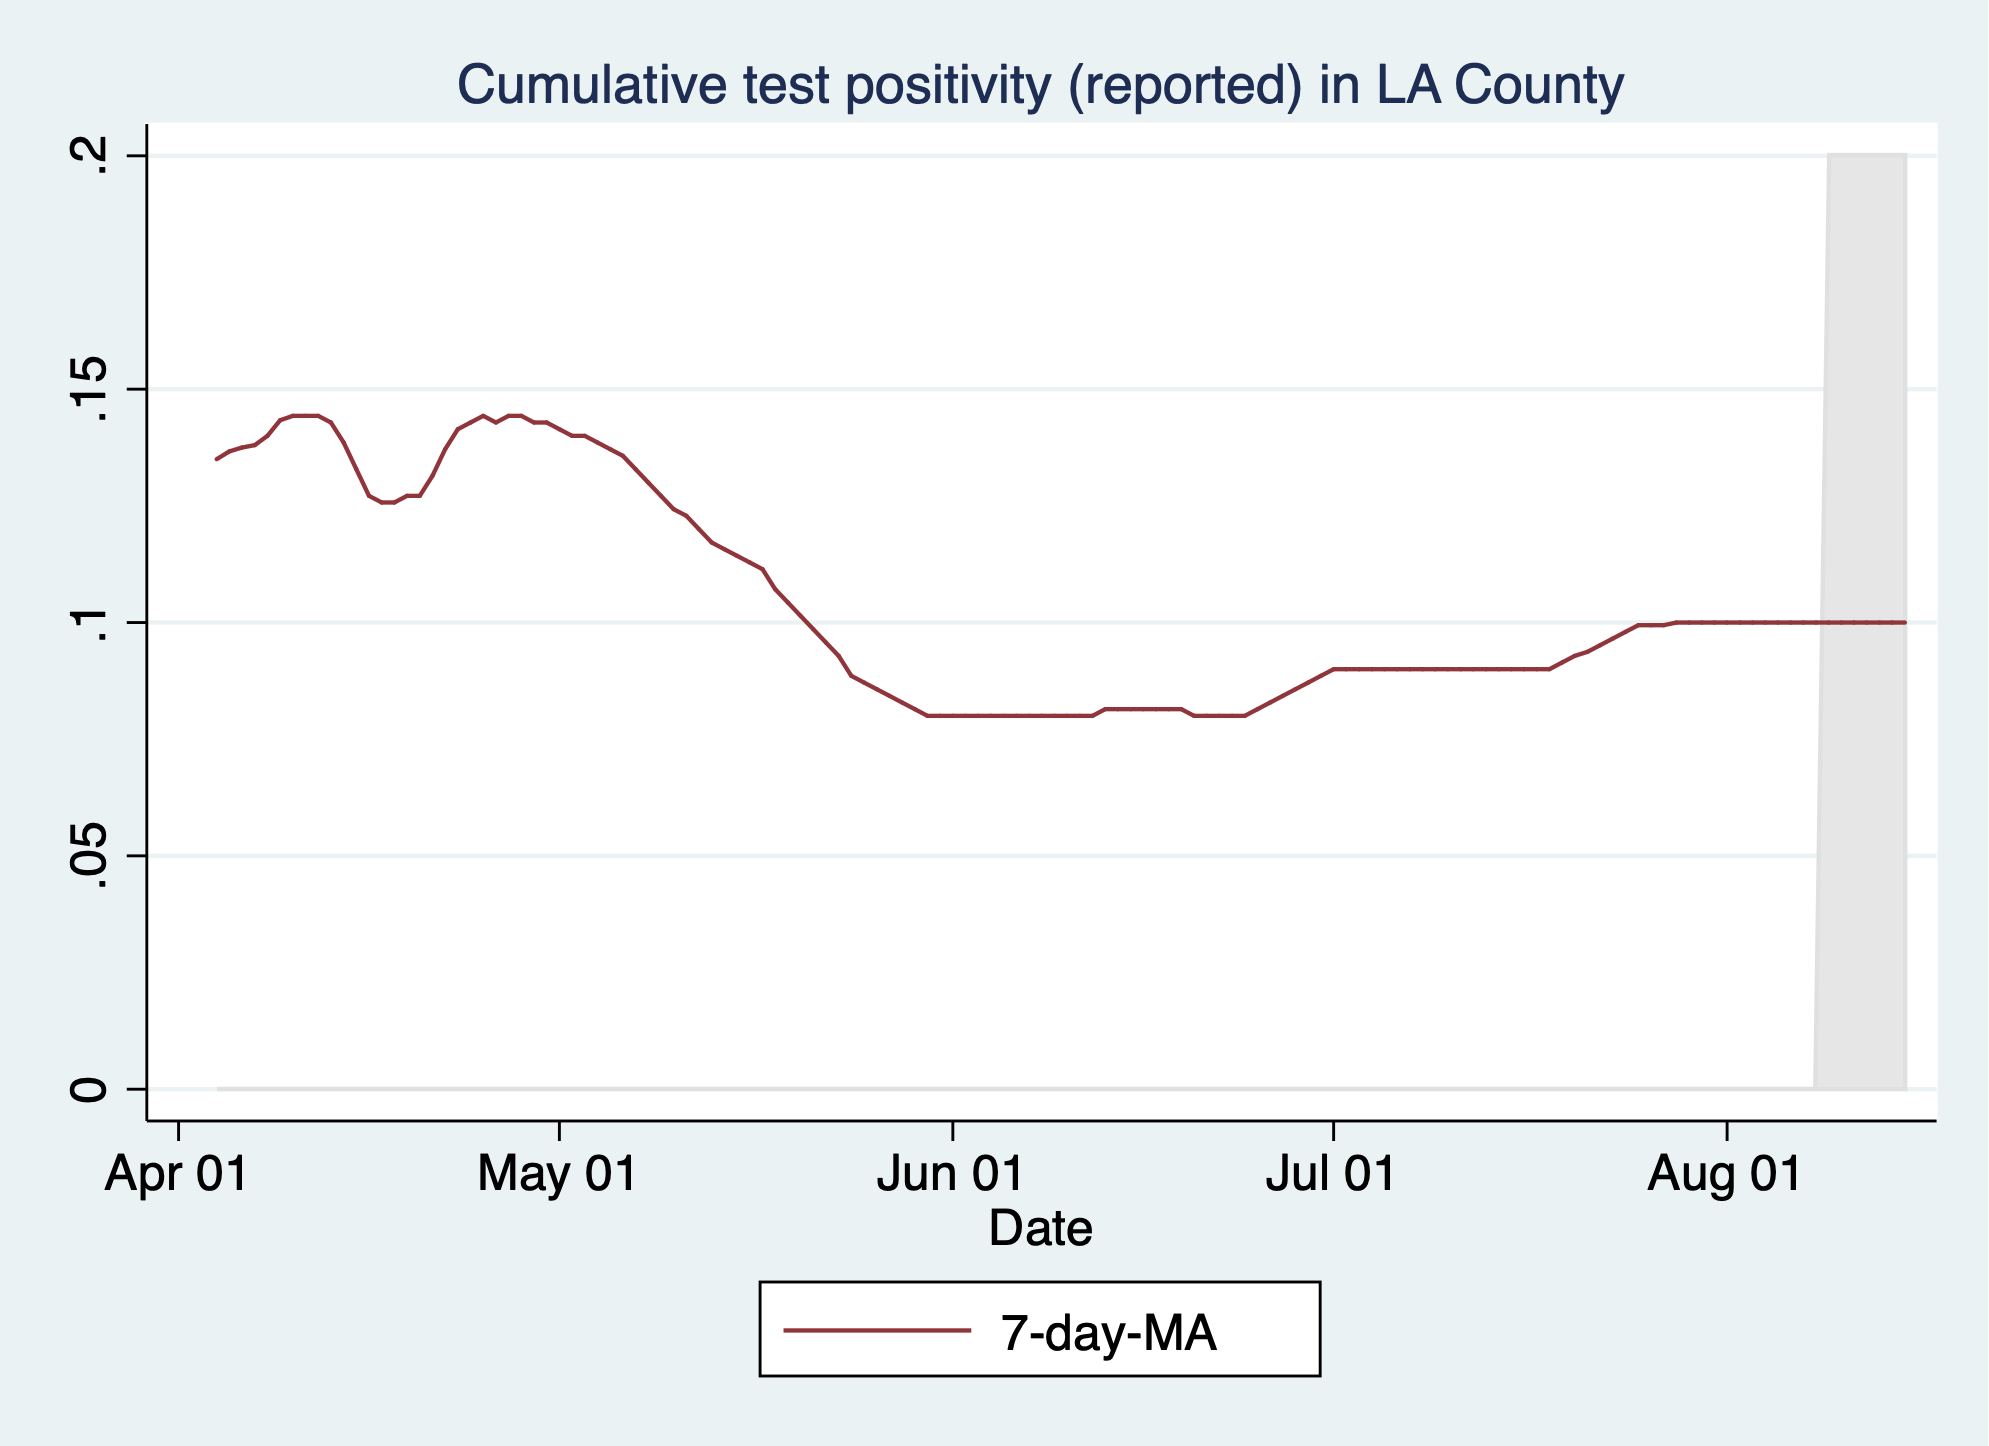 Cumulative test positivity (reported) in LA County
.2
.15
.1
.05
0
Apr 01 May 01 Jun 01 Jul 01 Aug 01
Date
7-day-MA